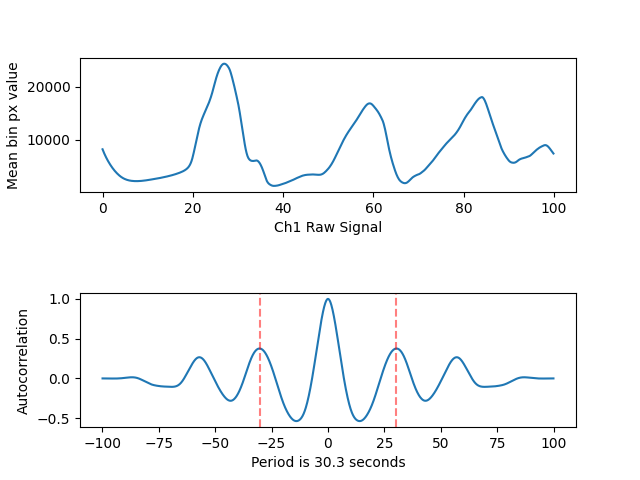 20000
10000
Mean bin px value
0 20 40 60 80 100
Ch1 Raw Signal
1.0
0.5
0.0
−0.5
Autocorrelation
−100 −75 −50 −25 0 25 50 75 100
Period is 30.3 seconds